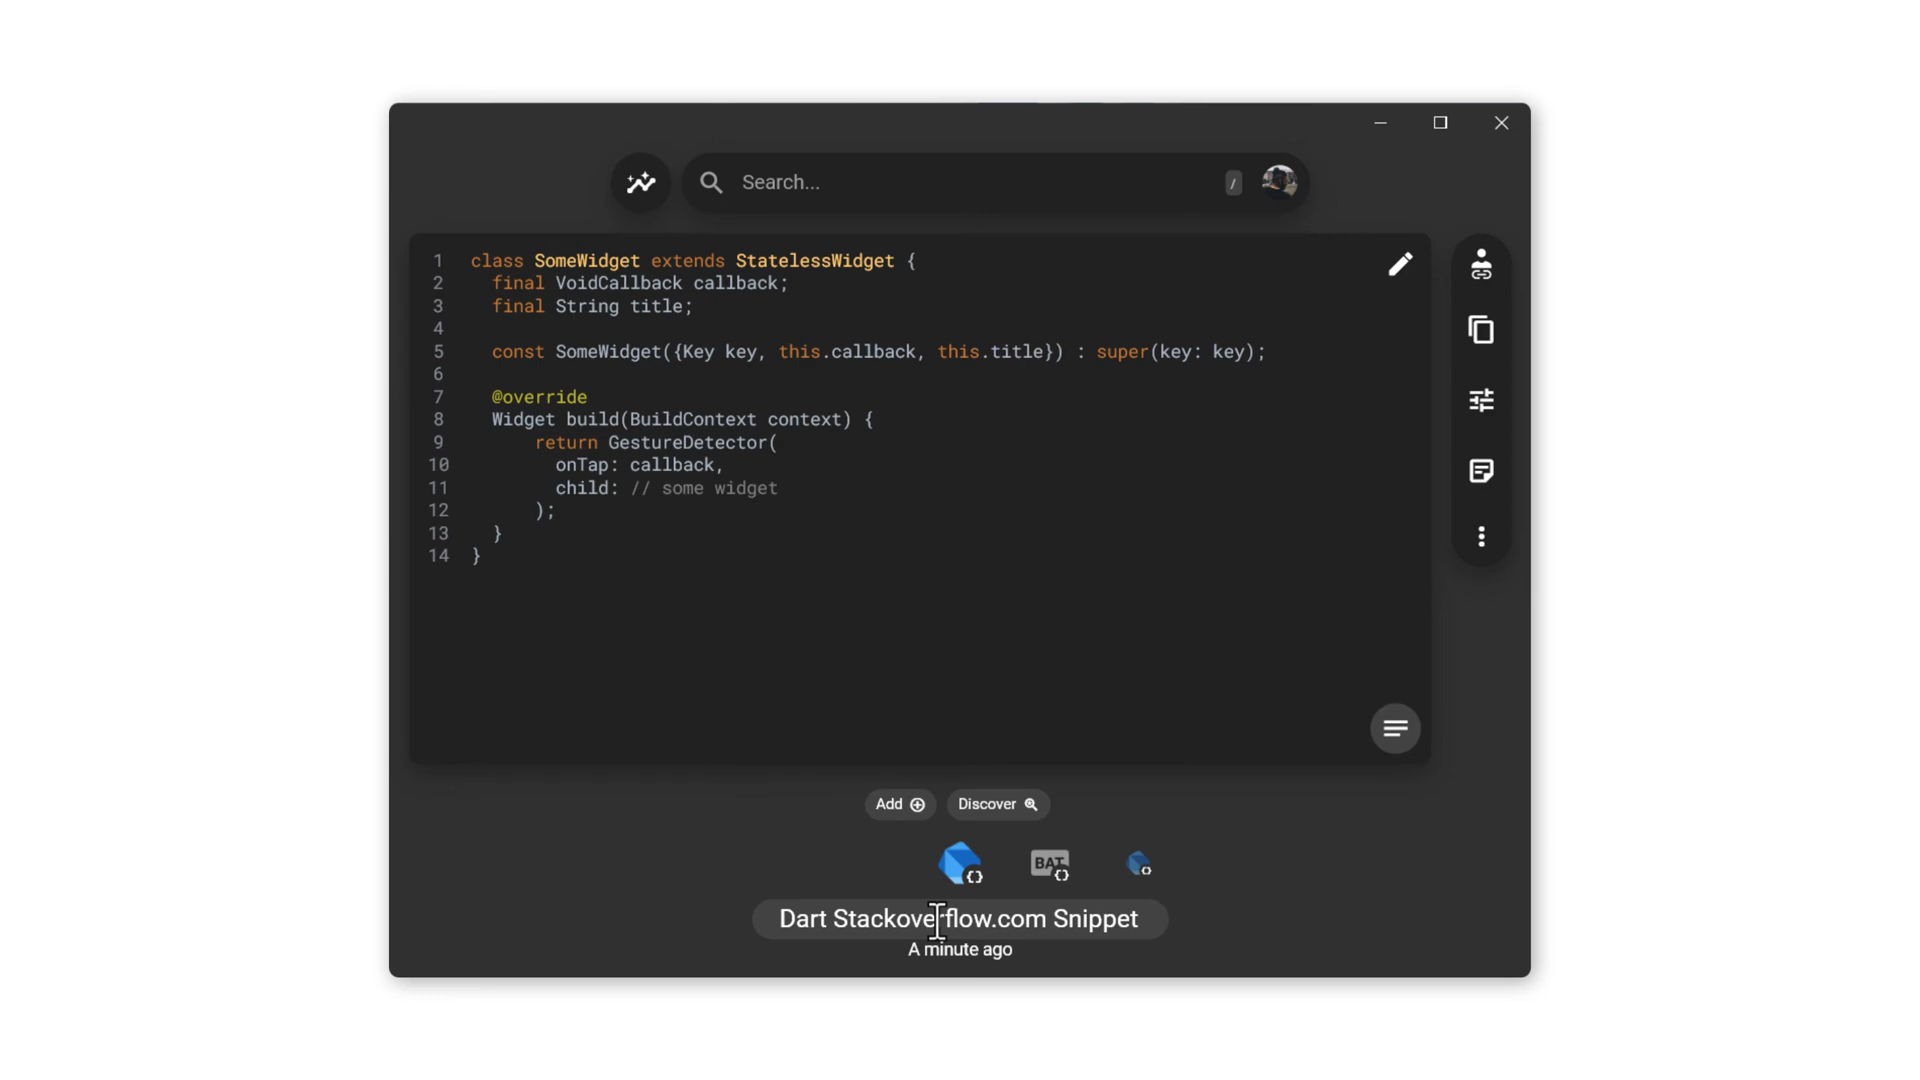 Search... /
1 class SomeWidget extends StatelessWidget {
2 final VoidCallback callback;
3 final String title;
4
5 const SomeWidget({Key key, this.callback, this.title}) : super(key: key);
6
7 @override
8 Widget build(BuildContext context) {
9 return GestureDetector(
10 onTap: callback,
11 child: // some widget
12 );
13 }
14 }
Add Discover
{} BAT {} {}
Dart Stackoverflow.com Snippet
A minute ago